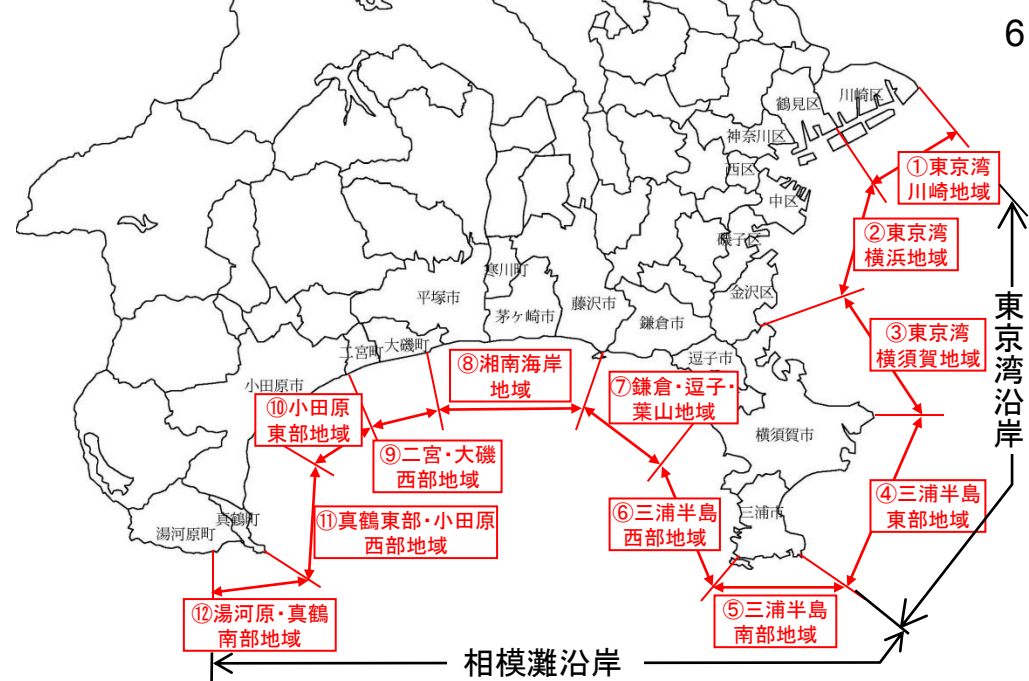 6
川崎区
鶴見区
神奈川区
西区
中区
磯子区
金沢区
寒川町
平塚市
茅ヶ崎市
藤沢市
鎌倉市
逗子市
二宮町
大磯町
小田原市
横須賀市
三浦市
真鶴町
湯河原町
①東京湾
川崎地域
②東京湾
横浜地域
③東京湾
横須賀地域
④三浦半島
東部地域
⑤三浦半島
南部地域
⑥三浦半島
西部地域
⑦鎌倉・逗子・
葉山地域
⑧湘南海岸
地域
⑨二宮・大磯
西部地域
⑩小田原
東部地域
⑪真鶴東部・小田原
西部地域
⑫湯河原・真鶴
南部地域
東京湾沿岸
相模灘沿岸